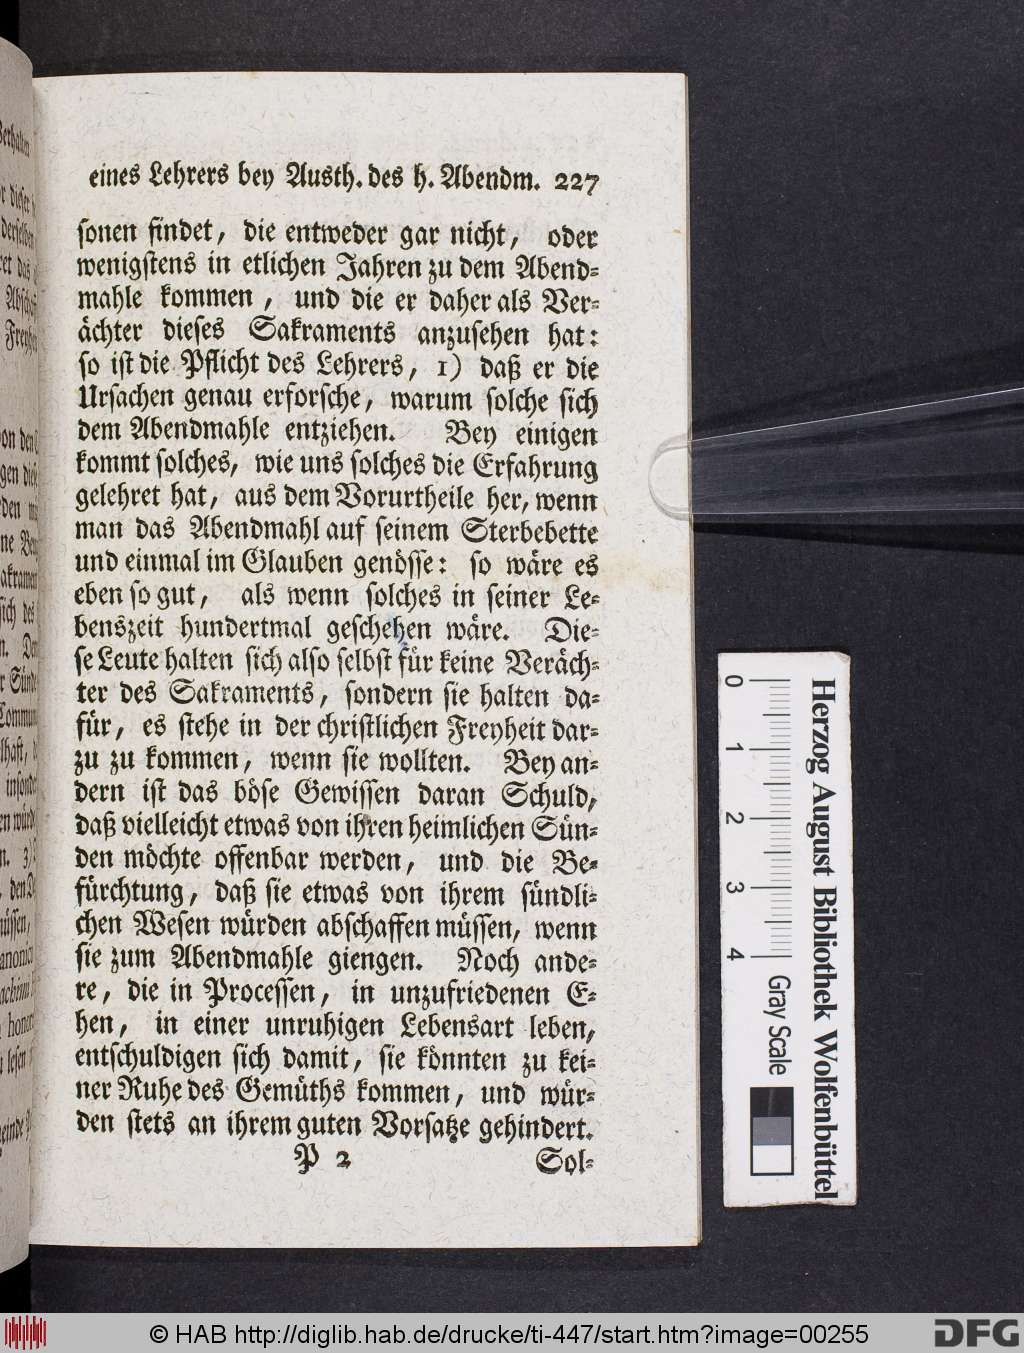 eines Lehrers bey Austh. des h. Abendm. 227
sonen findet, die entweder gar nicht, oder
wenigstens in etlichen Jahren zu dem Abend-
mahle kommen, und die er daher als Ver-
ächter dieses Sakraments anzusehen hat:
so ist die Pflicht des Lehrers, 1) daß er die
Ursachen genau erforsche, warum solche sich
dem Abendmahle entziehen. Bey einigen
kommt solches, wie uns solches die Erfahrung
gelehret hat, aus dem Vorurtheile her, wenn
man das Abendmahl auf seinem Sterbebette
und einmal im Glauben genösse: so wäre es
eben so gut, als wenn solches in seiner Le-
benszeit hundertmal geschehen wäre. Die-
se Leute halten sich also selbst für keine Veräch-
ter des Sakraments, sondern sie halten da-
für, es stehe in der christlichen Freyheit dar-
zu zu kommen, wenn sie wollten. Bey an-
dern ist das böse Gewissen daran Schuld,
daß vielleicht etwas von ihren heimlichen Sün-
den möchte offenbar werden, und die Be-
fürchtung, daß sie etwas von ihrem sündli-
chen Wesen würden abschaffen müssen, wenn
sie zum Abendmahle giengen. Noch ande-
re, die in Processen, in unzufriedenen E-
hen, in einer unruhigen Lebensart leben,
entschuldigen sich damit, sie könnten zu kei-
ner Ruhe des Gemüths kommen, und wür-
den stets an ihrem guten Vorsatze gehindert.
P 2 Sol-
0 1 2 3 4 Gray Scale
Herzog August Bibliothek Wolfenbüttel
© HAB http://diglib.hab.de/drucke/ti-447/start.htm?image=00255
DFG